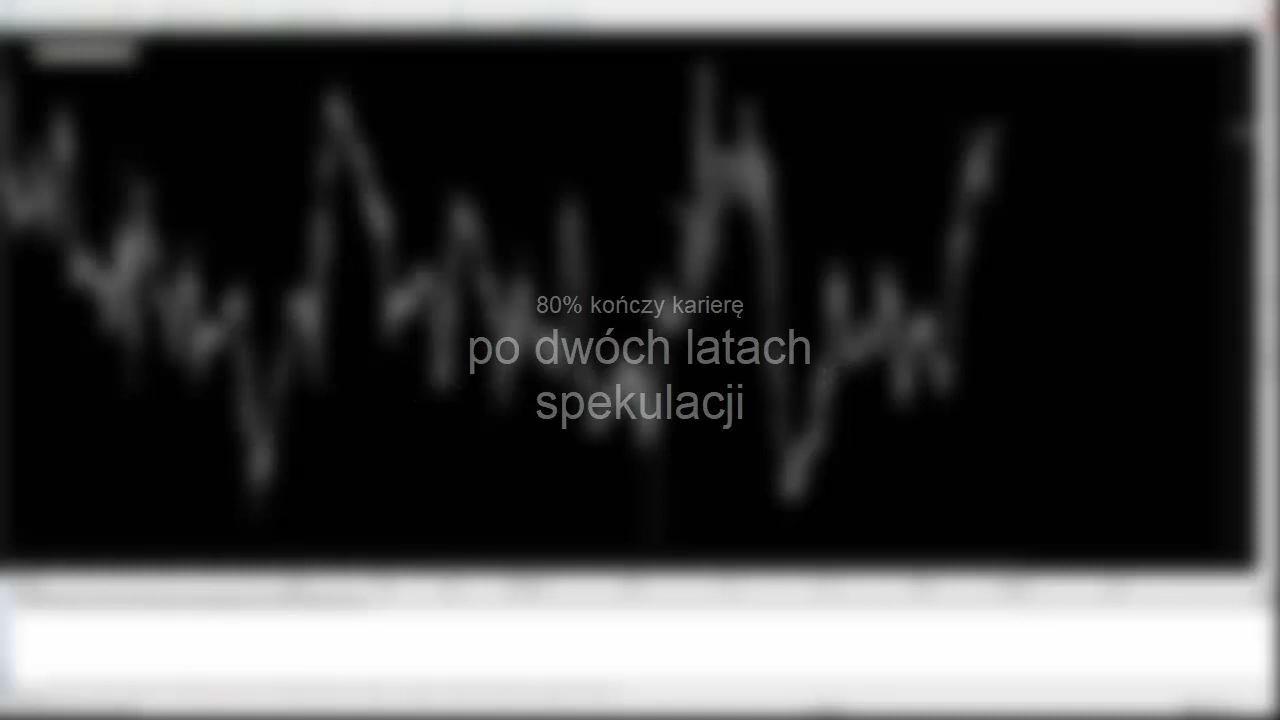 80% kończy karierę
po dwóch latach
spekulacji